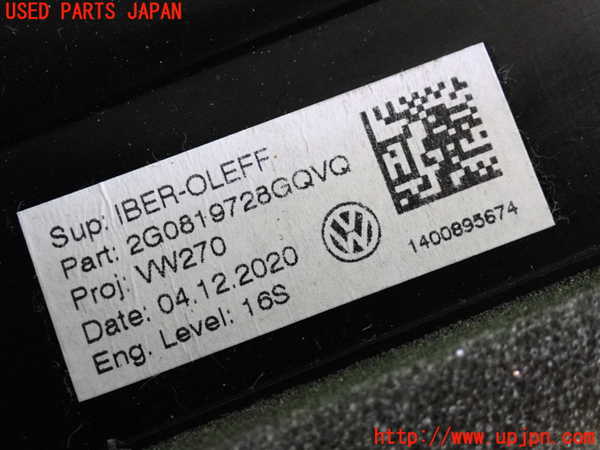 USED PARTS JAPAN
Sup: IBER-OLEFF
Part: 2G0819728GQVQ
Proj: VW270
Date: 04.12.2020
Eng. Level: 16S
VW
1400895674
http://www.upjpn.com/